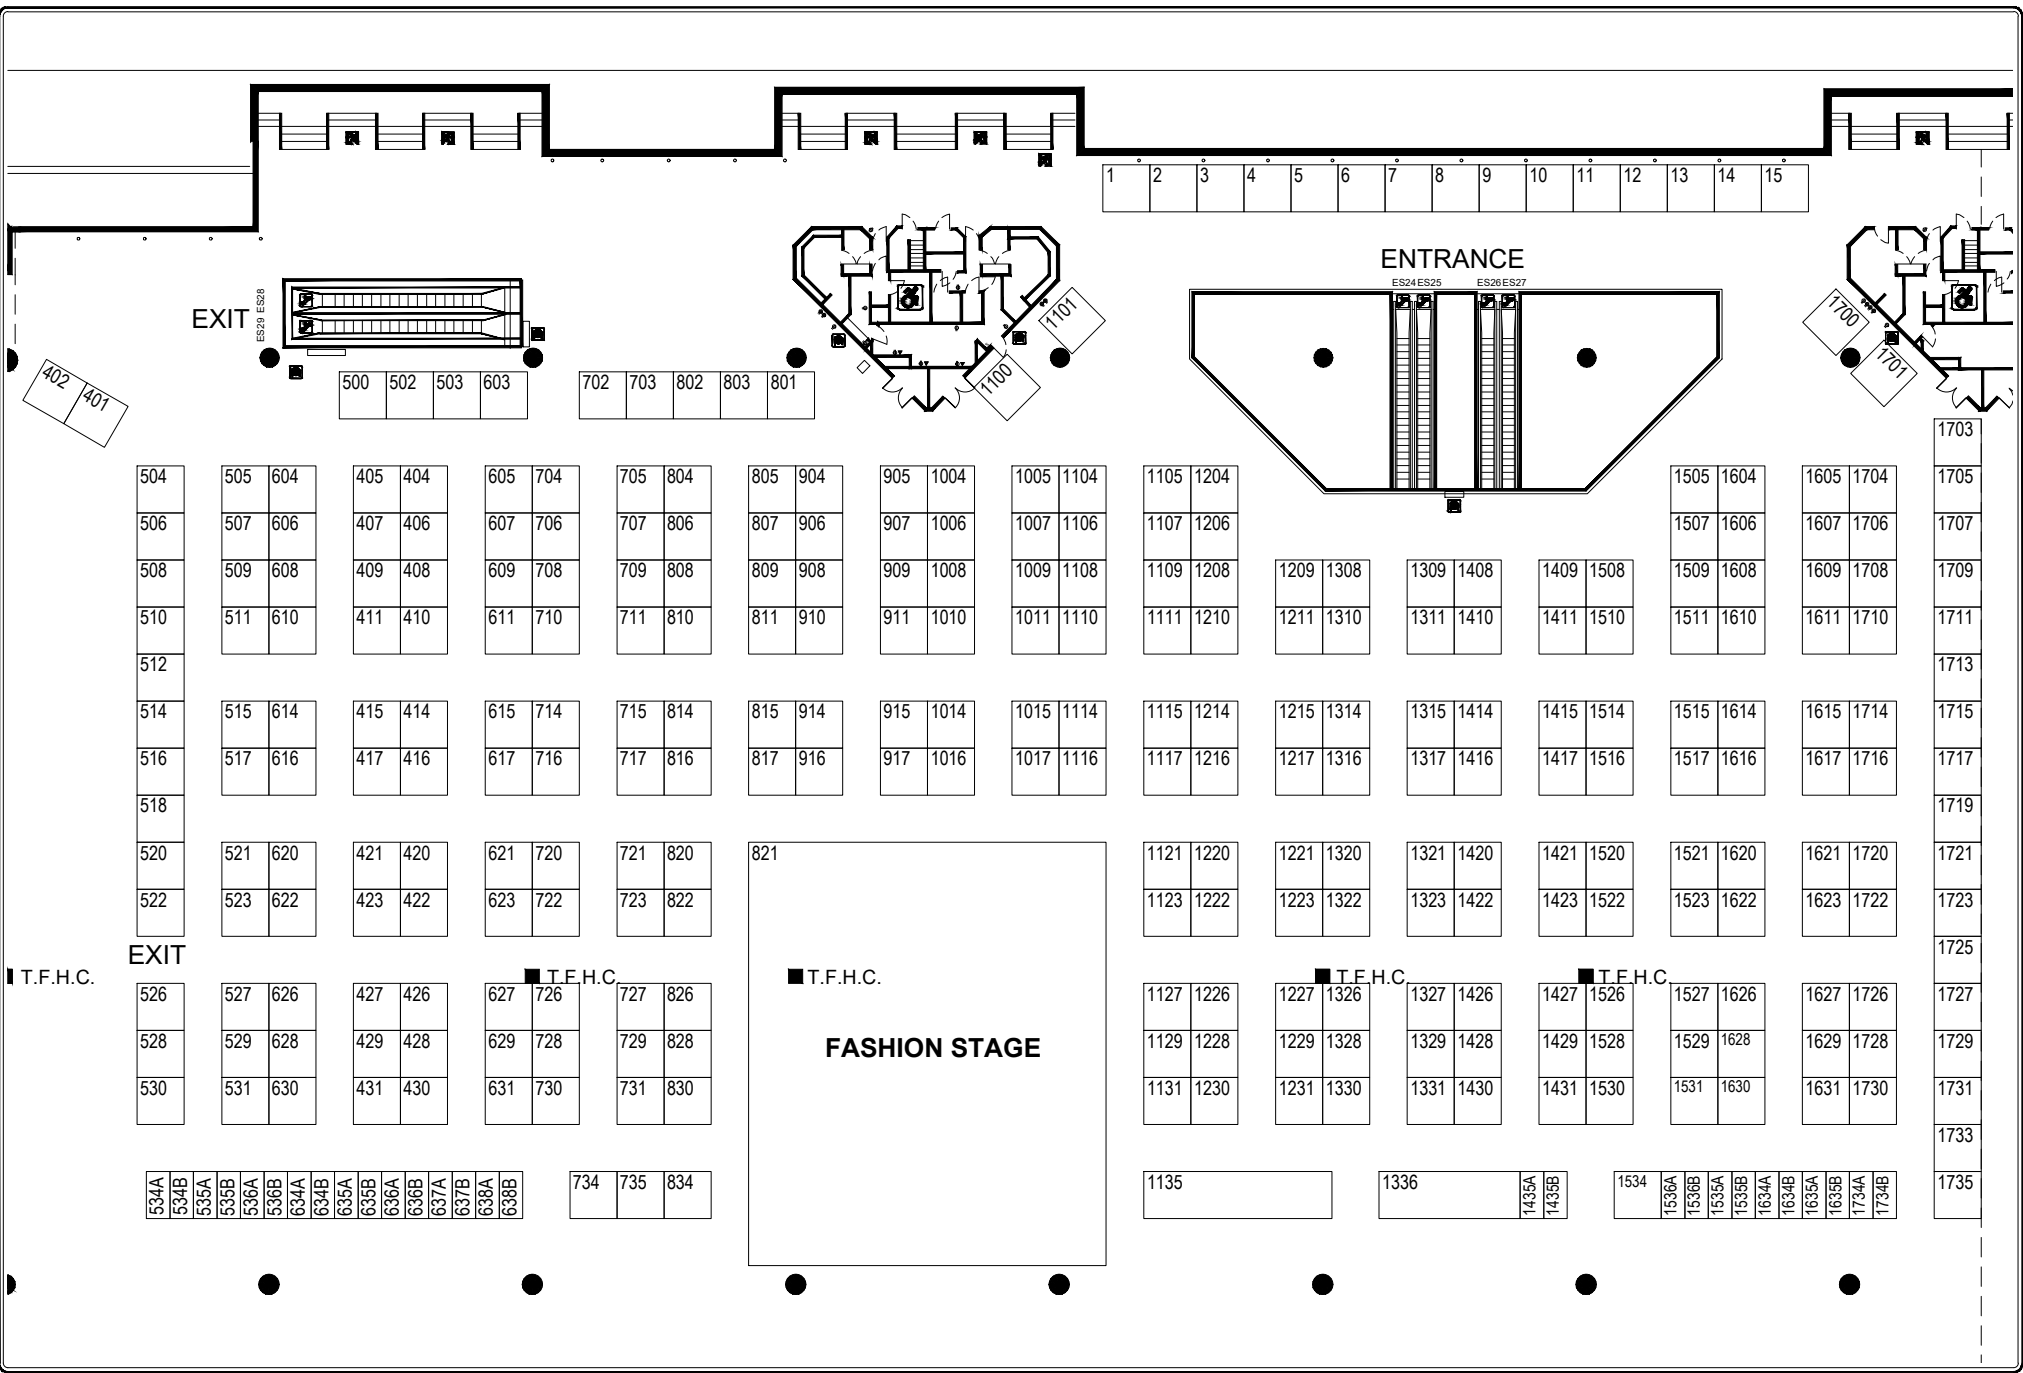 1 2 3 4 5 6 7 8 9 10 11 12 13 14 15
ENTRANCE
ES24 ES25 ES26 ES27
EXIT
ES29 ES28
1101
1700
402
401
500 502 503 603 702 703 802 803 801
1100
1701
1703
504 505 604 405 404 605 704 705 804 805 904 905 1004 1005 1104 1105 1204 1505 1604 1605 1704 1705
506 507 606 407 406 607 706 707 806 807 906 907 1006 1007 1106 1107 1206 1507 1606 1607 1706 1707
508 509 608 409 408 609 708 709 808 809 908 909 1008 1009 1108 1109 1208 1209 1308 1309 1408 1409 1508 1509 1608 1609 1708 1709
510 511 610 411 410 611 710 711 810 811 910 911 1010 1011 1110 1111 1210 1211 1310 1311 1410 1411 1510 1511 1610 1611 1710 1711
512 1713
514 515 614 415 414 615 714 715 814 815 914 915 1014 1015 1114 1115 1214 1215 1314 1315 1414 1415 1514 1515 1614 1615 1714 1715
516 517 616 417 416 617 716 717 816 817 916 917 1016 1017 1116 1117 1216 1217 1316 1317 1416 1417 1516 1517 1616 1617 1716 1717
518 1719
520 521 620 421 420 621 720 721 820 821 1121 1220 1221 1320 1321 1420 1421 1520 1521 1620 1621 1720 1721
522 523 622 423 422 623 722 723 822 1123 1222 1223 1322 1323 1422 1423 1522 1523 1622 1623 1722 1723
EXIT 1725
T.F.H.C. T.F.H.C. T.F.H.C. T.F.H.C. T.F.H.C.
526 527 626 427 426 627 726 727 826 1127 1226 1227 1326 1327 1426 1427 1526 1527 1626 1627 1726 1727
528 529 628 429 428 629 728 729 828 1129 1228 1229 1328 1329 1428 1429 1528 1529 1628 1629 1728 1729
FASHION STAGE
530 531 630 431 430 631 730 731 830 1131 1230 1231 1330 1331 1430 1431 1530 1531 1630 1631 1730 1731
1733
534A 534B 535A 535B 536A 536B 634A 634B 635A 635B 636A 636B 637A 637B 638A 638B 734 735 834 1135 1336 1435A 1435B 1534 1536A 1536B 1535A 1535B 1634A 1634B 1635A 1635B 1734A 1734B 1735